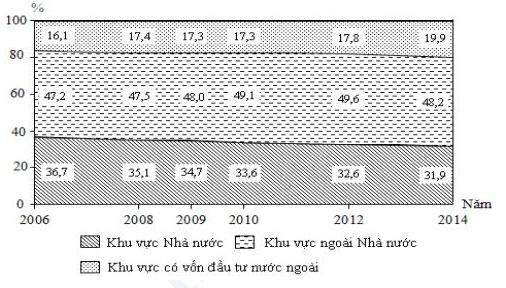 %
100
16,1 17,4 17,3 17,3 17,8 19,9
80
60
47,2 47,5 48,0 49,1 49,6 48,2
40
20
36,7 35,1 34,7 33,6 32,6 31,9
0
Năm
2006 2008 2009 2010 2012 2014
Khu vực Nhà nước Khu vực ngoài Nhà nước
Khu vực có vốn đầu tư nước ngoài